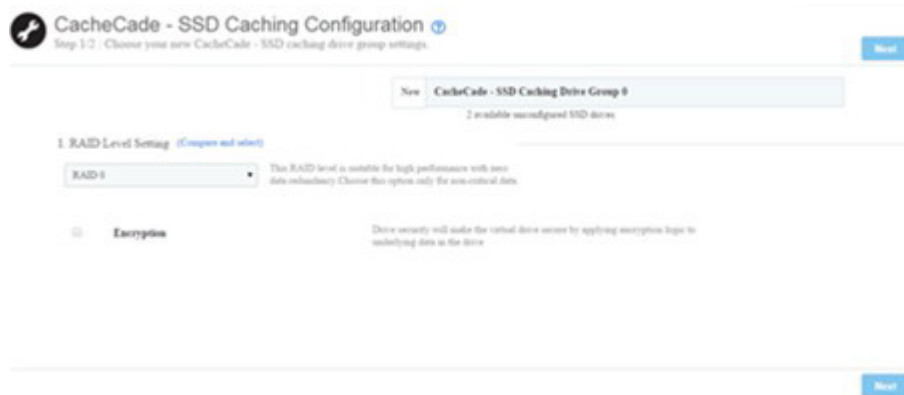 CacheCade - SSD Caching Configuration
Step 1/2 : Choose your new CacheCade - SSD caching drive group settings.
Next
New CacheCade - SSD Caching Drive Group 0
2 available unconfigured SSD drives
1. RAID Level Setting (Compare and select)
RAID 0
This RAID level is suitable for high performance with zero
data redundancy Choose this option only for non-critical data
Encryption
Drive security will make the virtual drive secure by applying encryption logic to
underlying data in the drive
Next